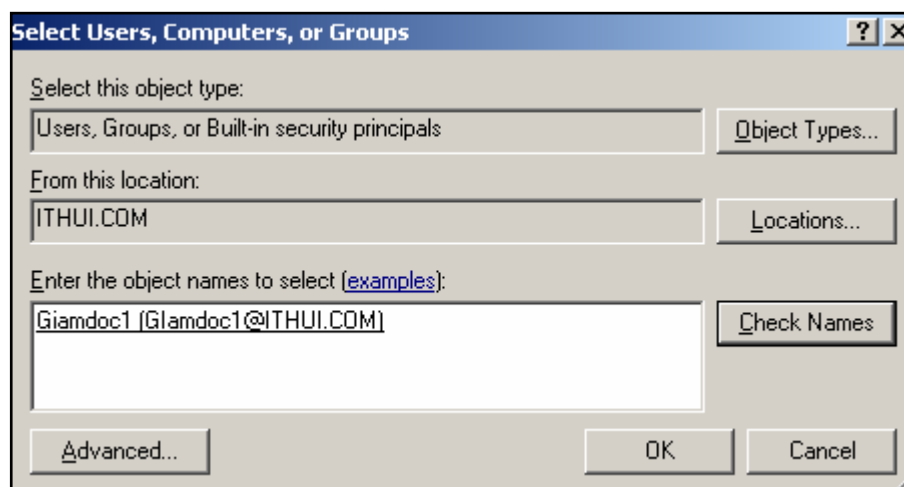 Select Users, Computers, or Groups
Select this object type:
Users, Groups, or Built-in security principals
Object Types...
From this location:
ITHUI.COM
Locations...
Enter the object names to select (examples):
Giamdoc1 (GIamdoc1@ITHUI.COM)
Check Names
Advanced...
OK
Cancel